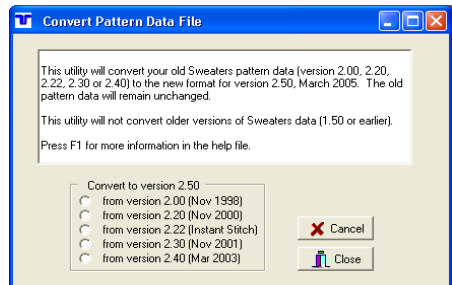 Convert Pattern Data File
This utility will convert your old Sweaters pattern data (version 2.00, 2.20,
2.22, 2.30 or 2.40) to the new format for version 2.50, March 2005. The old
pattern data will remain unchanged.
This utility will not convert older versions of Sweaters data (1.50 or earlier).
Press F1 for more information in the help file.
Convert to version 2.50
from version 2.00 (Nov 1998)
from version 2.20 (Nov 2000)
from version 2.22 (Instant Stitch)
from version 2.30 (Nov 2001)
from version 2.40 (Mar 2003)
Cancel
Close